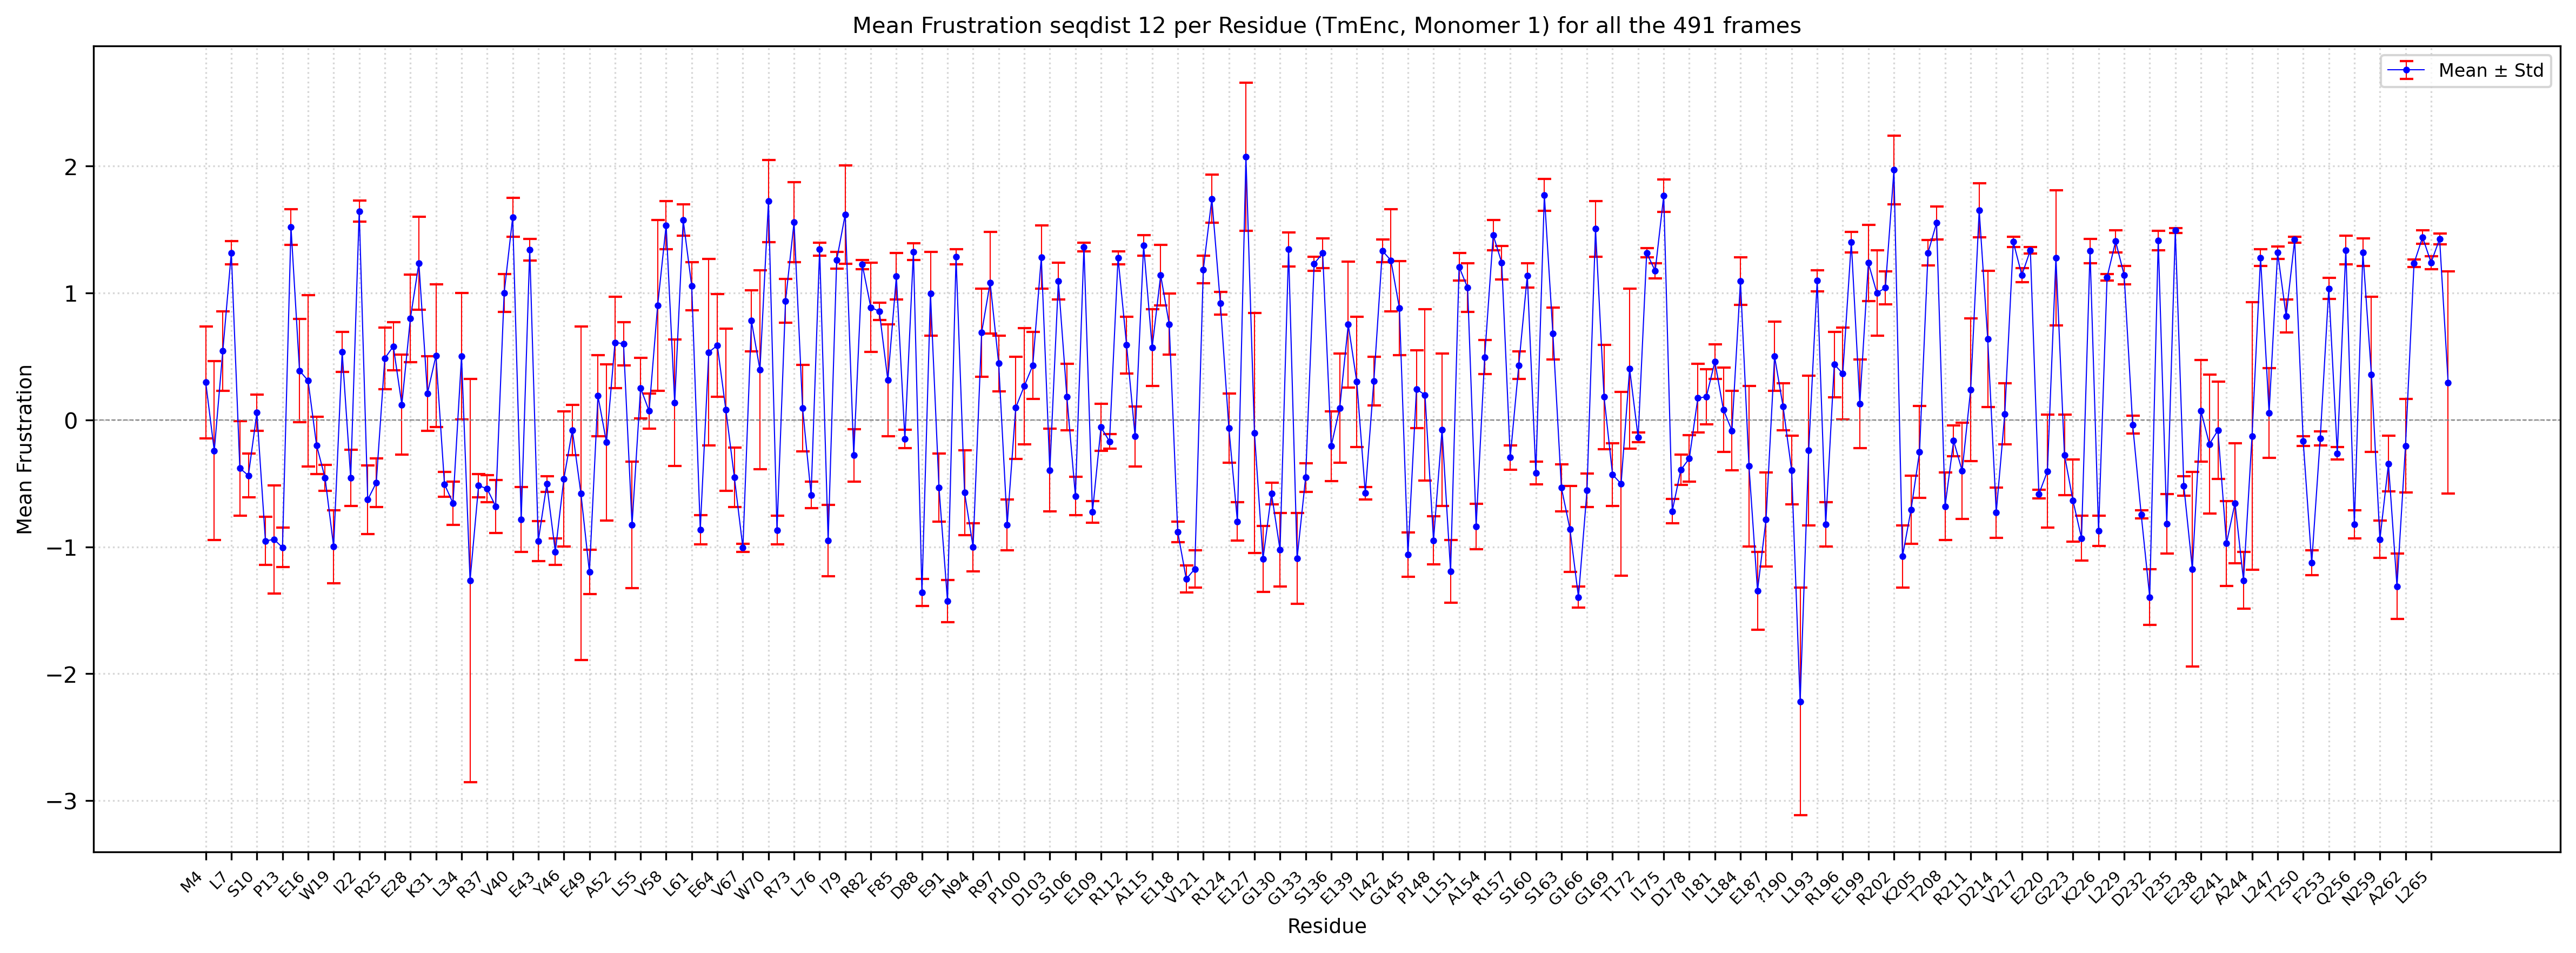 Mean Frustration seqdist 12 per Residue (TmEnc, Monomer 1) for all the 491 frames
Mean ± Std
Mean Frustration
2
1
0
−1
−2
−3
M4 L7 S10 P13 E16 W19 I22 R25 E28 K31 L34 R37 V40 E43 Y46 E49 A52 L55 V58 L61 E64 V67 W70 R73 L76 I79 R82 F85 D88 E91 N94 R97 P100 D103 S106 E109 R112 A115 E118 V121 R124 E127 G130 G133 S136 E139 I142 G145 P148 L151 A154 R157 S160 S163 G166 G169 T172 I175 D178 I181 L184 E187 ?190 L193 R196 E199 R202 K205 T208 R211 D214 V217 E220 G223 K226 L229 D232 I235 E238 E241 A244 L247 T250 F253 Q256 N259 A262 L265
Residue